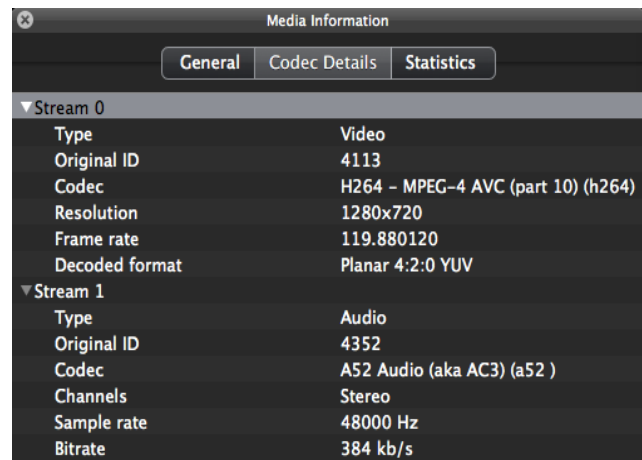 Media Information
General Codec Details Statistics
Stream 0
Type Video
Original ID 4113
Codec H264 – MPEG-4 AVC (part 10) (h264)
Resolution 1280x720
Frame rate 119.880120
Decoded format Planar 4:2:0 YUV
Stream 1
Type Audio
Original ID 4352
Codec A52 Audio (aka AC3) (a52 )
Channels Stereo
Sample rate 48000 Hz
Bitrate 384 kb/s